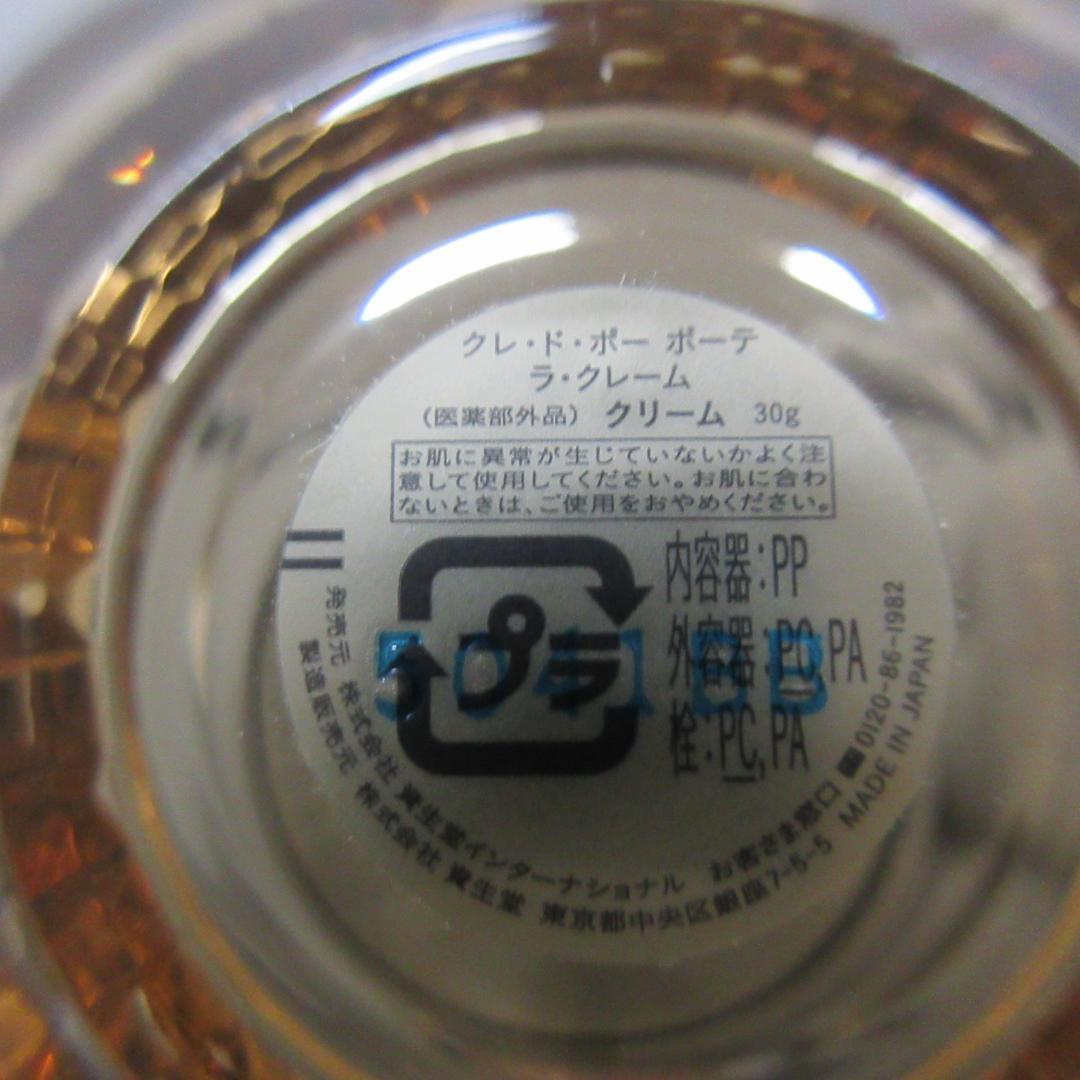 クレ・ド・ポー ボーテ
ラ・クレーム
(医薬部外品) クリーム 30g
お肌に異常が生じていないかよく注
意して使用してください。お肌に合わ
ないときは、ご使用をおやめください。
プラ
内容器:PP
外容器:PC,PA
栓:PC,PA
5041BB
発売元 株式会社 資生堂インターナショナル お客さま窓口 0120-86-1982
製造販売元 株式会社 資生堂 東京都中央区銀座7-5-5 MADE IN JAPAN